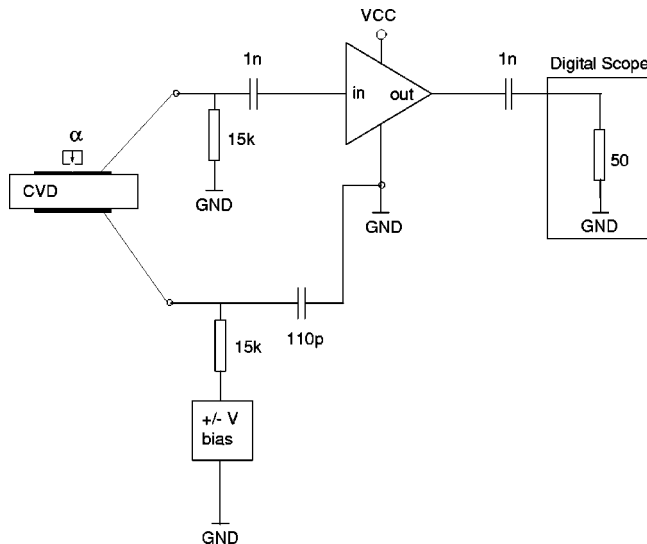 VCC
1n
1n
Digital Scope
in
out
α
15k
50
CVD
GND
GND
GND
15k
110p
+/- V
bias
GND